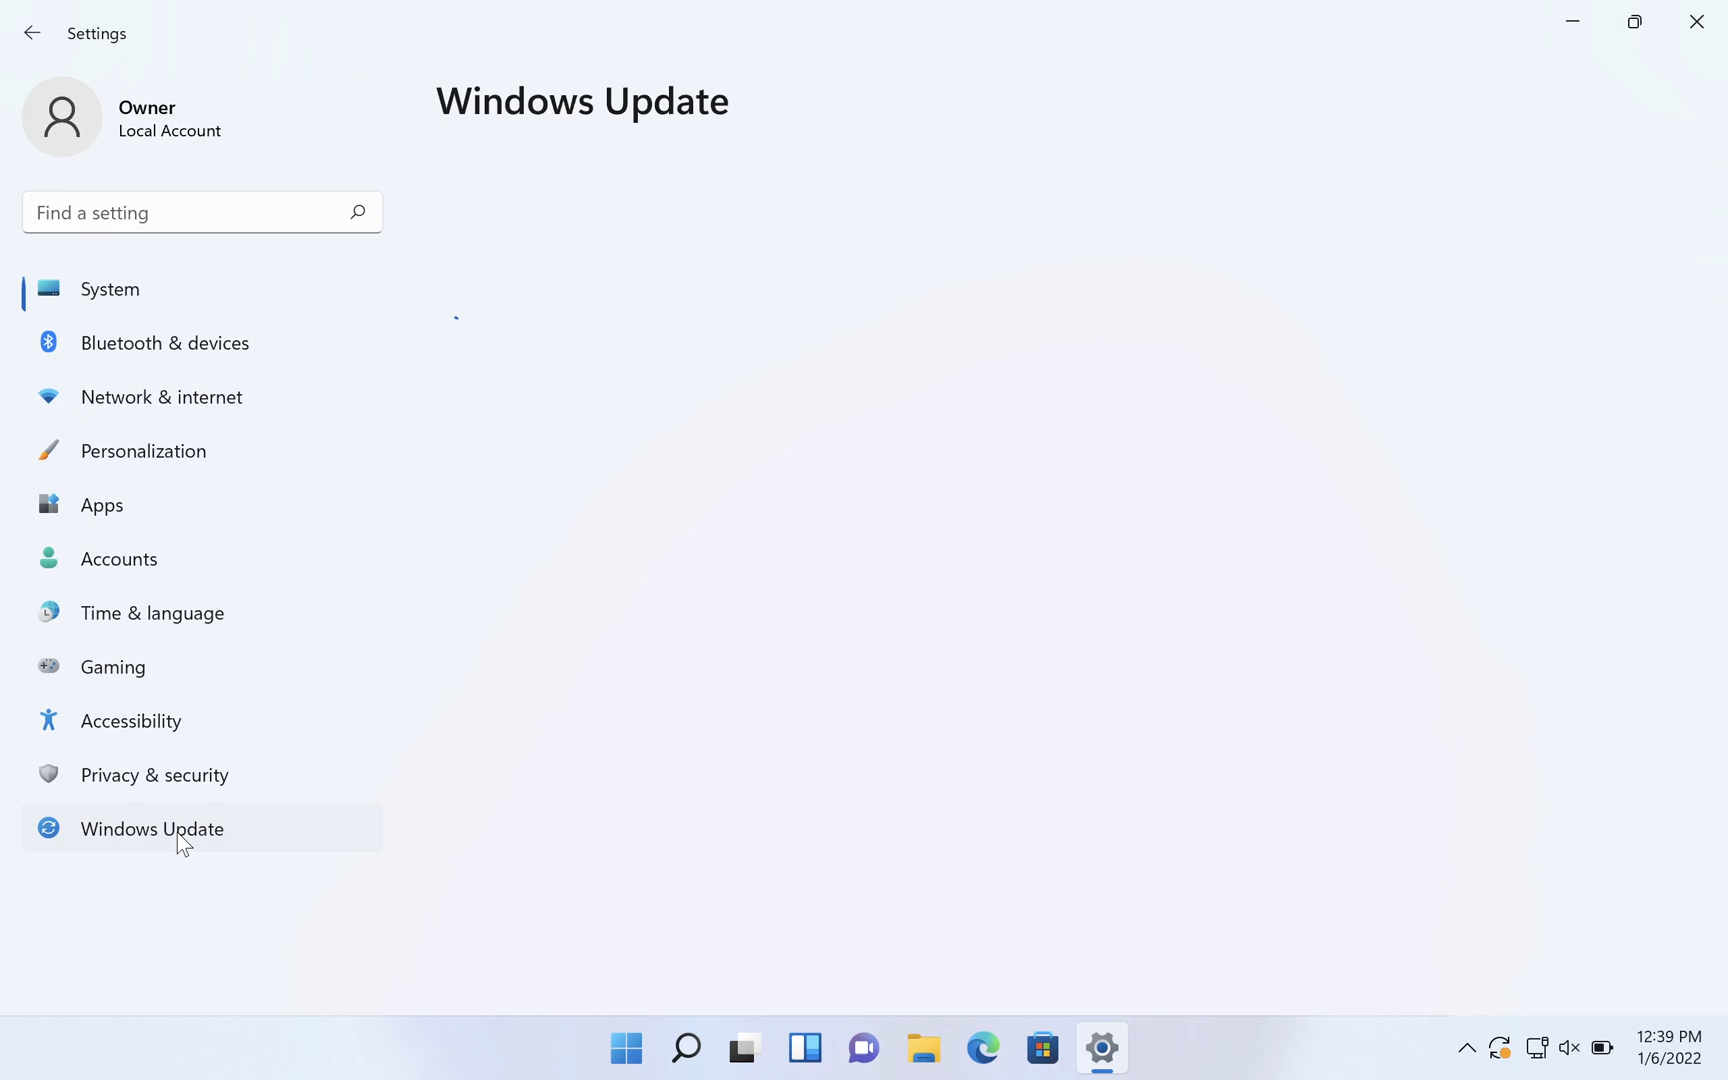 Settings
Owner
Local Account
Find a setting
Windows Update
System
Bluetooth & devices
Network & internet
Personalization
Apps
Accounts
Time & language
Gaming
Accessibility
Privacy & security
Windows Update
12:39 PM
1/6/2022